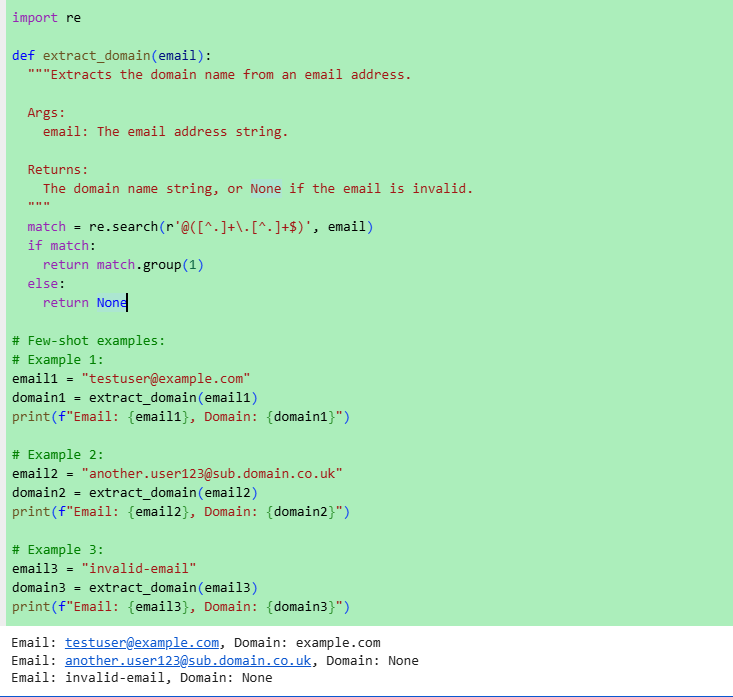 import re
def extract_domain(email):
"""Extracts the domain name from an email address.
Args:
email: The email address string.
Returns:
The domain name string, or None if the email is invalid.
"""
match = re.search(r'@([^.]+\.[^.]+$)', email)
if match:
return match.group(1)
else:
return None
# Few-shot examples:
# Example 1:
email1 = "testuser@example.com"
domain1 = extract_domain(email1)
print(f"Email: {email1}, Domain: {domain1}")
# Example 2:
email2 = "another.user123@sub.domain.co.uk"
domain2 = extract_domain(email2)
print(f"Email: {email2}, Domain: {domain2}")
# Example 3:
email3 = "invalid-email"
domain3 = extract_domain(email3)
print(f"Email: {email3}, Domain: {domain3}")
Email: testuser@example.com, Domain: example.com
Email: another.user123@sub.domain.co.uk, Domain: None
Email: invalid-email, Domain: None